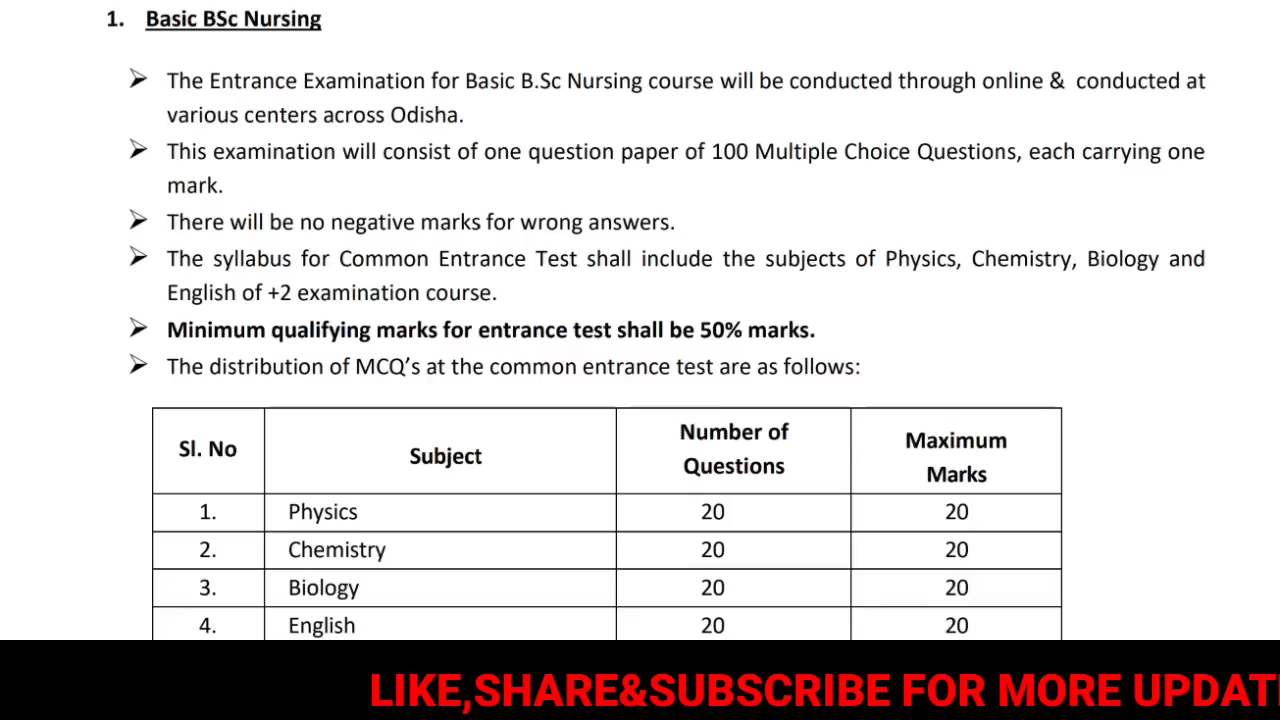 1. Basic BSc Nursing
➢ The Entrance Examination for Basic B.Sc Nursing course will be conducted through online & conducted at
various centers across Odisha.
➢ This examination will consist of one question paper of 100 Multiple Choice Questions, each carrying one
mark.
➢ There will be no negative marks for wrong answers.
➢ The syllabus for Common Entrance Test shall include the subjects of Physics, Chemistry, Biology and
English of +2 examination course.
➢ Minimum qualifying marks for entrance test shall be 50% marks.
➢ The distribution of MCQ’s at the common entrance test are as follows:
Sl. No Subject Number of Questions Maximum Marks
1. Physics 20 20
2. Chemistry 20 20
3. Biology 20 20
4. English 20 20
LIKE,SHARE&SUBSCRIBE FOR MORE UPDAT